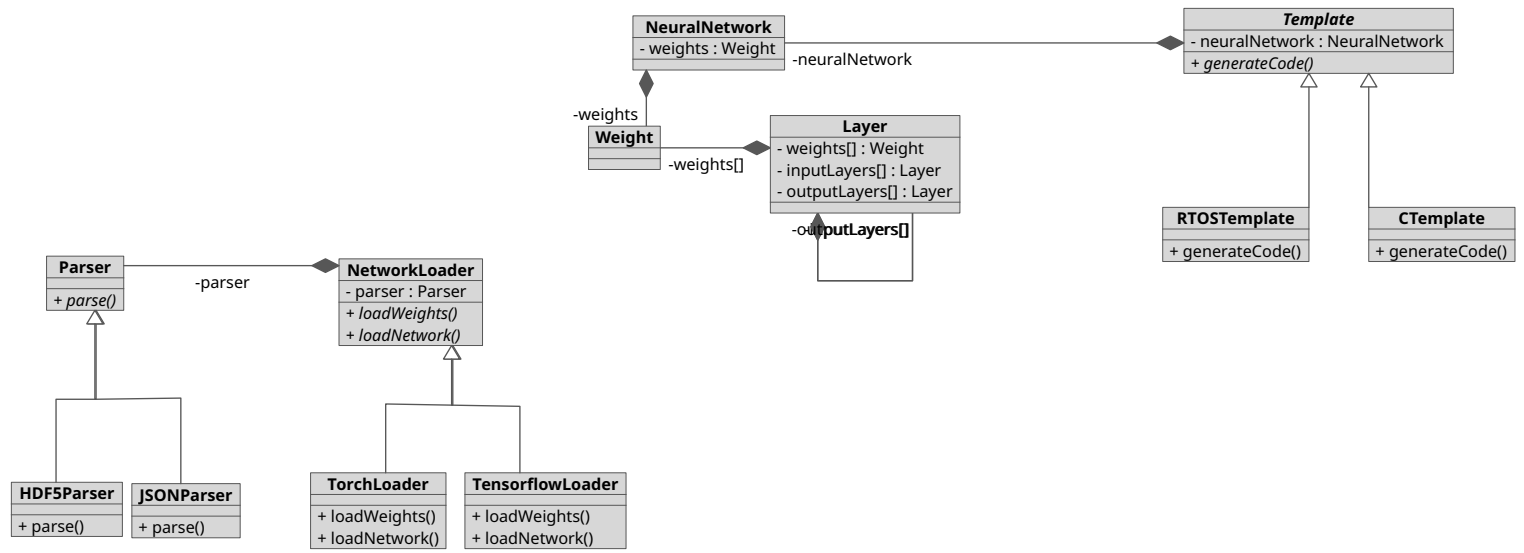 NeuralNetwork
- weights : Weight
-neuralNetwork
Template
- neuralNetwork : NeuralNetwork
+ generateCode()
-weights
Weight
-weights[]
Layer
- weights[] : Weight
- inputLayers[] : Layer
- outputLayers[] : Layer
-outputLayers[]
RTOSTemplate
+ generateCode()
CTemplate
+ generateCode()
Parser
+ parse()
-parser
NetworkLoader
- parser : Parser
+ loadWeights()
+ loadNetwork()
HDF5Parser
+ parse()
JSONParser
+ parse()
TorchLoader
+ loadWeights()
+ loadNetwork()
TensorflowLoader
+ loadWeights()
+ loadNetwork()